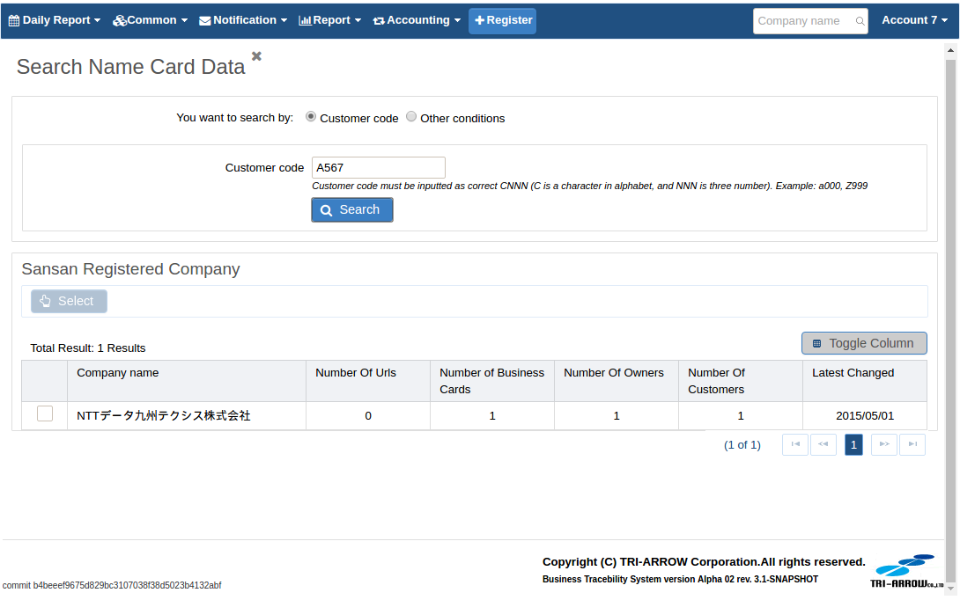 Daily Report Common Notification Report Accounting Register Company name Account 7
Search Name Card Data
You want to search by: Customer code Other conditions
Customer code A567
Customer code must be inputted as correct CNNN (C is a character in alphabet, and NNN is three number). Example: a000, Z999
Search
Sansan Registered Company
Select
Total Result: 1 Results
Toggle Column
Company name Number Of Urls Number of Business Cards Number Of Owners Number Of Customers Latest Changed
NTTデータ九州テクシス株式会社 0 1 1 1 2015/05/01
(1 of 1) 1
Copyright (C) TRI-ARROW Corporation.All rights reserved.
Business Tracebility System version Alpha 02 rev. 3.1-SNAPSHOT
TRI-ARROW Co.,LTD
commit b4beeef9675d829bc3107038f38d5023b4132abf